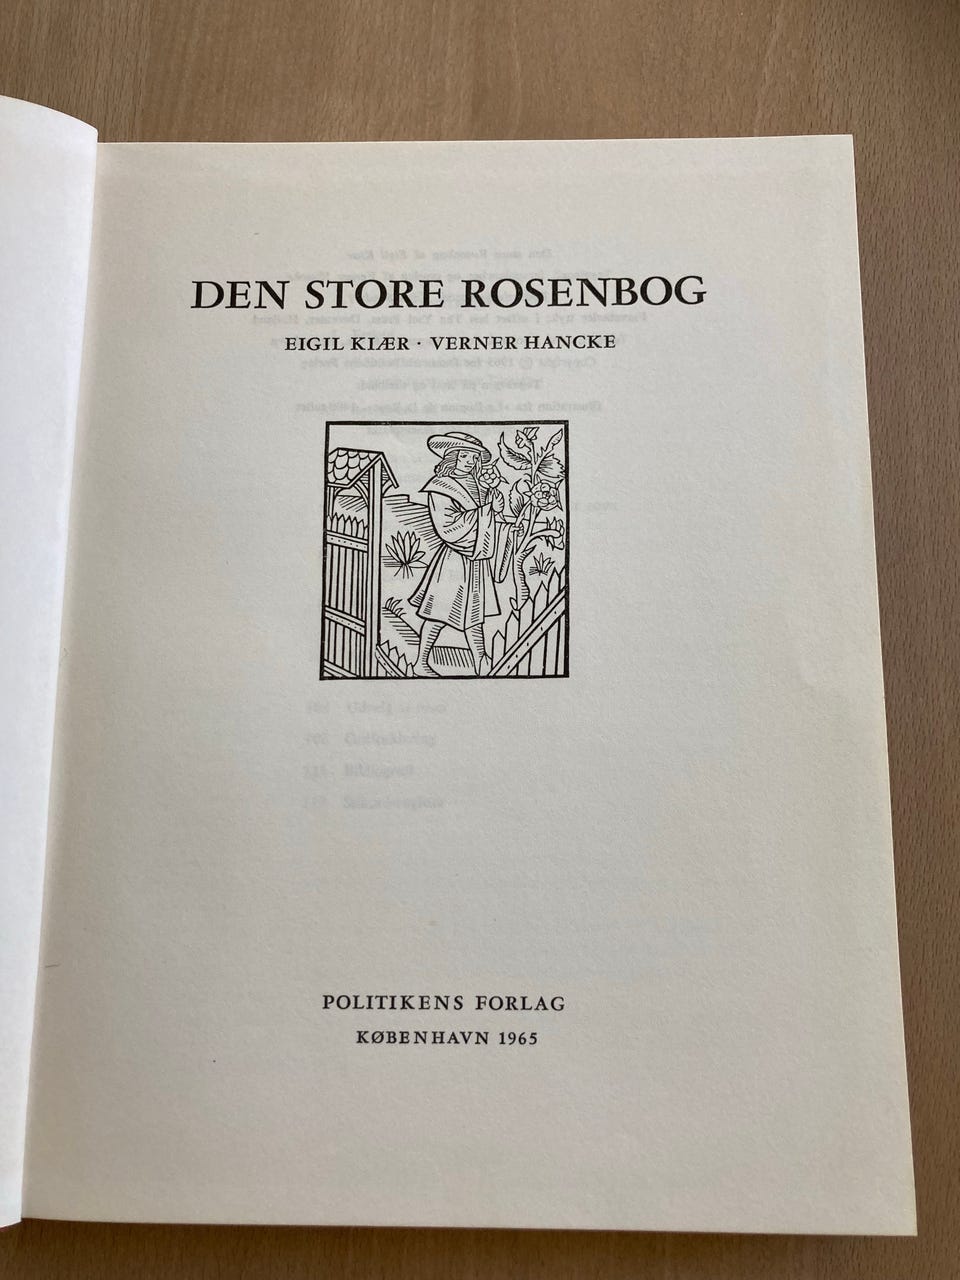 DEN STORE ROSENBOG
EIGIL KIÆR · VERNER HANCKE
POLITIKENS FORLAG
KØBENHAVN 1965